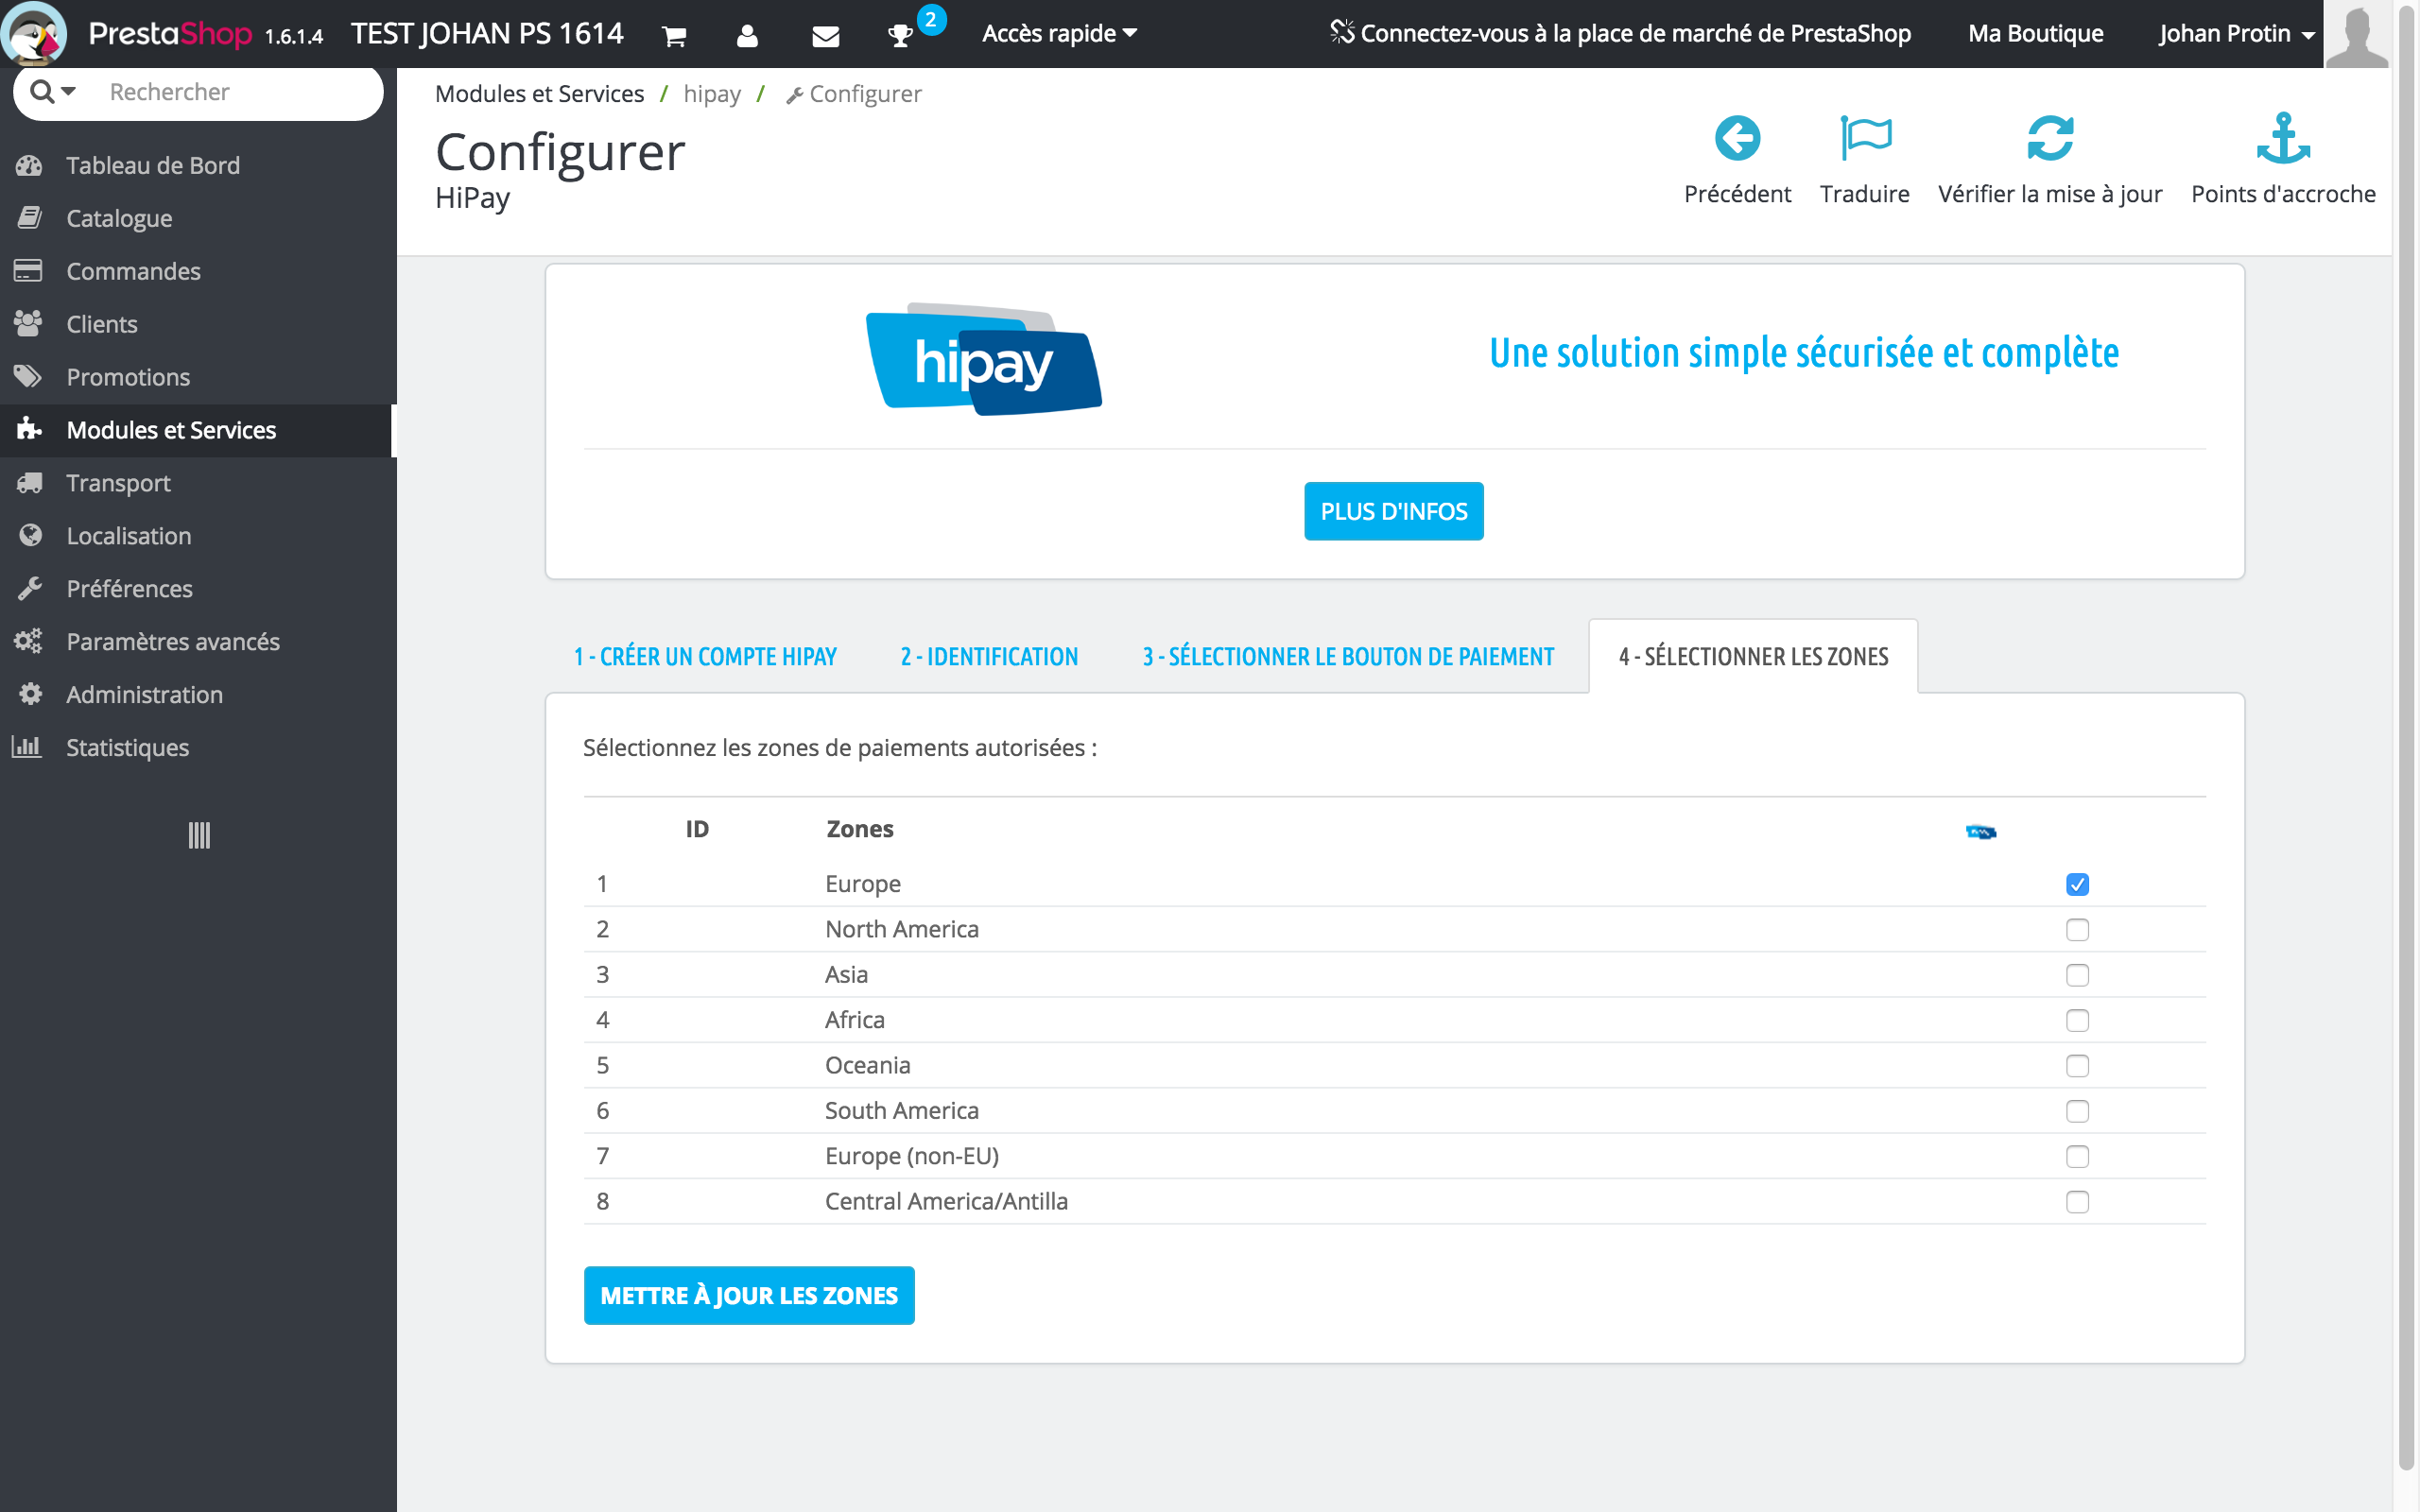 PrestaShop 1.6.1.4 TEST JOHAN PS 1614 2 Accès rapide Connectez-vous à la place de marché de PrestaShop Ma Boutique Johan Protin
Rechercher
Tableau de Bord
Catalogue
Commandes
Clients
Promotions
Modules et Services
Transport
Localisation
Préférences
Paramètres avancés
Administration
Statistiques
Modules et Services / hipay / Configurer
Configurer
HiPay
Précédent Traduire Vérifier la mise à jour Points d'accroche
hipay
Une solution simple sécurisée et complète
PLUS D'INFOS
1 - CRÉER UN COMPTE HIPAY 2 - IDENTIFICATION 3 - SÉLECTIONNER LE BOUTON DE PAIEMENT 4 - SÉLECTIONNER LES ZONES
Sélectionnez les zones de paiements autorisées :
ID Zones
1 Europe
2 North America
3 Asia
4 Africa
5 Oceania
6 South America
7 Europe (non-EU)
8 Central America/Antilla
METTRE À JOUR LES ZONES